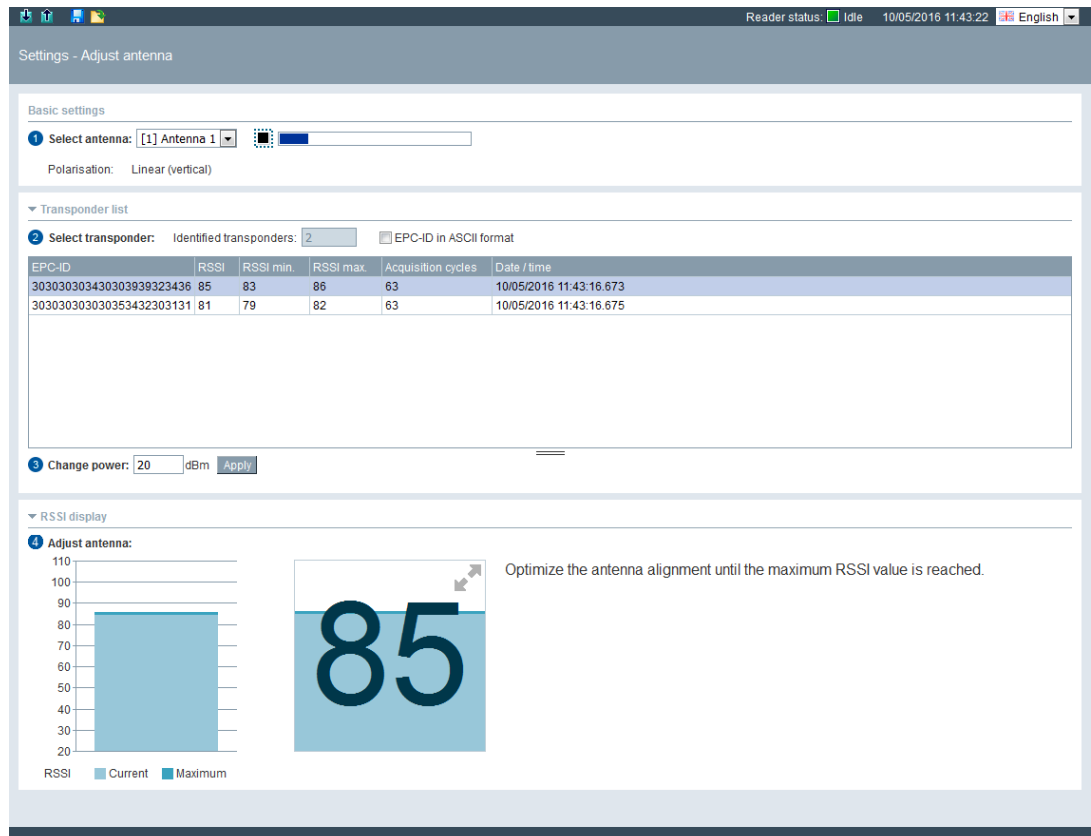 Reader status: Idle 10/05/2016 11:43:22 English
Settings - Adjust antenna
Basic settings
1 Select antenna: [1] Antenna 1
Polarisation: Linear (vertical)
Transponder list
2 Select transponder: Identified transponders: 2 EPC-ID in ASCII format
EPC-ID RSSI RSSI min. RSSI max. Acquisition cycles Date / time
303030303430303939323436 85 83 86 63 10/05/2016 11:43:16.673
303030303030353432303131 81 79 82 63 10/05/2016 11:43:16.675
3 Change power: 20 dBm Apply
RSSI display
4 Adjust antenna:
110
100
90
80
70
60
50
40
30
20
RSSI Current Maximum
85
Optimize the antenna alignment until the maximum RSSI value is reached.